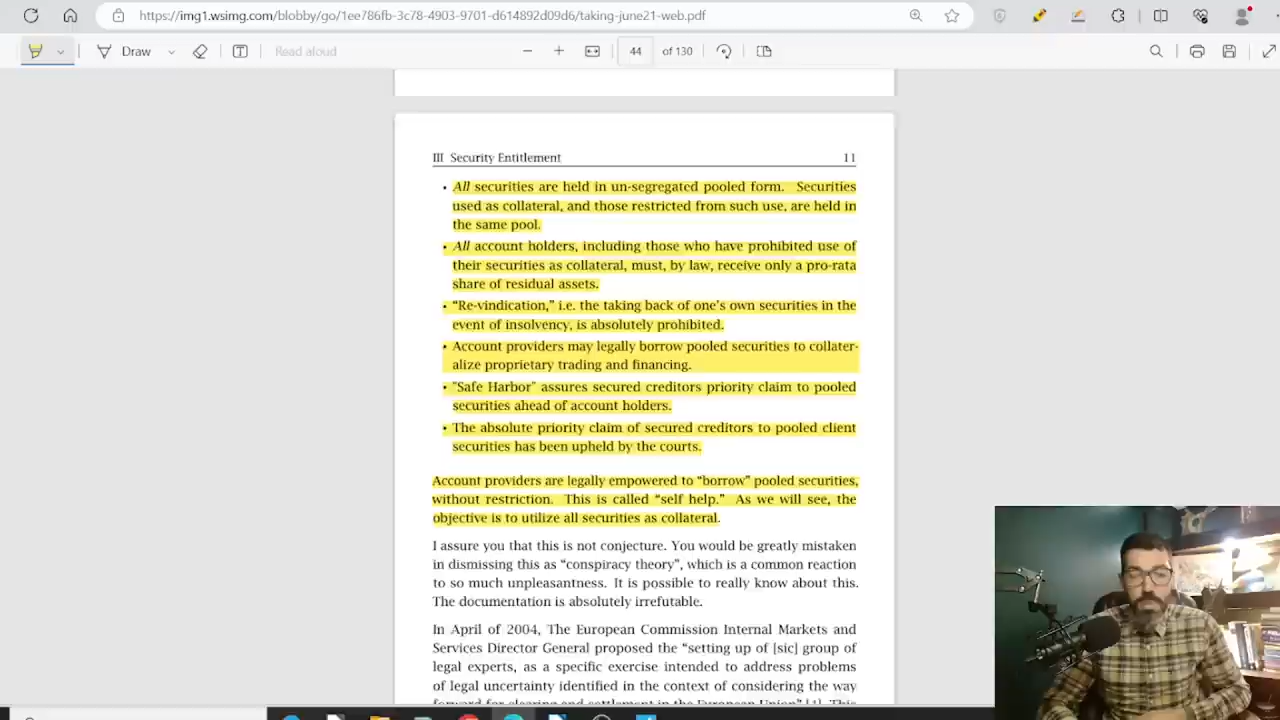 https://img1.wsimg.com/blobby/go/1ee786fb-3c78-4903-9701-d614892d09d6/taking-june21-web.pdf
Draw
Read aloud
44
of 130
III Security Entitlement 11
• All securities are held in un-segregated pooled form. Securities
used as collateral, and those restricted from such use, are held in
the same pool.
• All account holders, including those who have prohibited use of
their securities as collateral, must, by law, receive only a pro-rata
share of residual assets.
• “Re-vindication,” i.e. the taking back of one’s own securities in the
event of insolvency, is absolutely prohibited.
• Account providers may legally borrow pooled securities to collater-
alize proprietary trading and financing.
• "Safe Harbor" assures secured creditors priority claim to pooled
securities ahead of account holders.
• The absolute priority claim of secured creditors to pooled client
securities has been upheld by the courts.
Account providers are legally empowered to “borrow” pooled securities,
without restriction. This is called “self help.” As we will see, the
objective is to utilize all securities as collateral.
I assure you that this is not conjecture. You would be greatly mistaken
in dismissing this as “conspiracy theory”, which is a common reaction
to so much unpleasantness. It is possible to really know about this.
The documentation is absolutely irrefutable.
In April of 2004, The European Commission Internal Markets and
Services Director General proposed the “setting up of [sic] group of
legal experts, as a specific exercise intended to address problems
of legal uncertainty identified in the context of considering the way
forward for clearing and settlement in the European Union” [4]. This